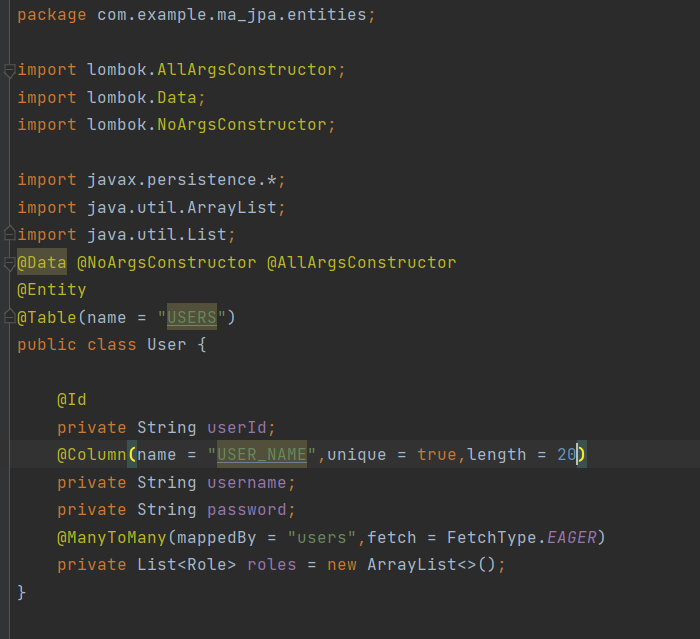 package com.example.ma_jpa.entities;
import lombok.AllArgsConstructor;
import lombok.Data;
import lombok.NoArgsConstructor;
import javax.persistence.*;
import java.util.ArrayList;
import java.util.List;
@Data @NoArgsConstructor @AllArgsConstructor
@Entity
@Table(name = "USERS")
public class User {
@Id
private String userId;
@Column(name = "USER_NAME",unique = true,length = 20)
private String username;
private String password;
@ManyToMany(mappedBy = "users",fetch = FetchType.EAGER)
private List<Role> roles = new ArrayList<>();
}